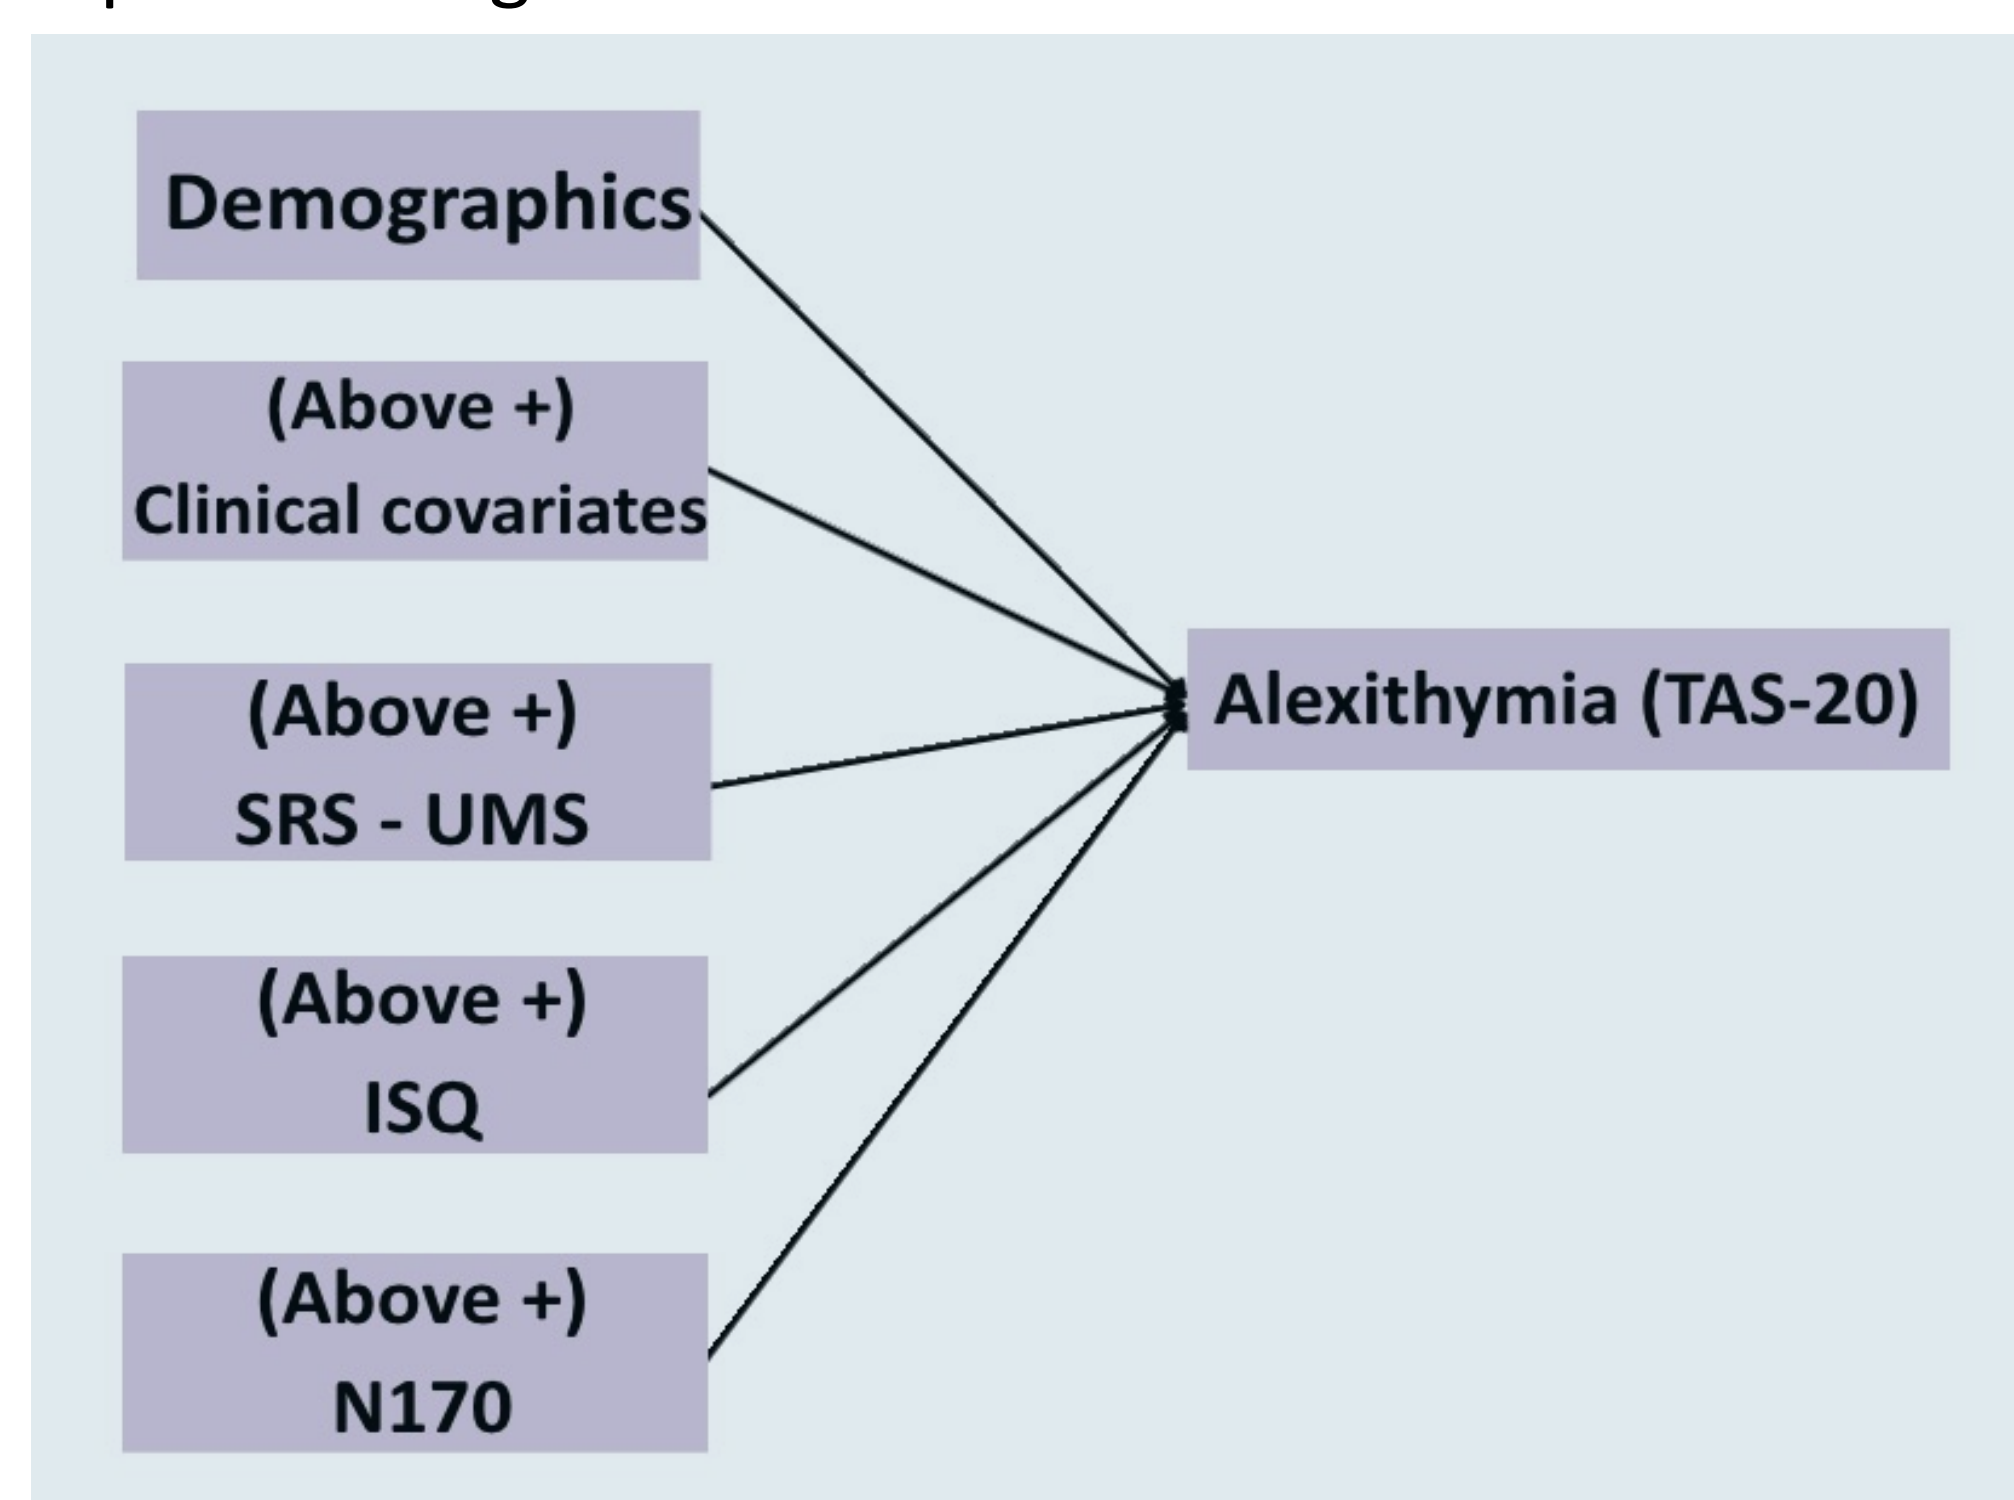 Demographics
(Above +)
Clinical covariates
(Above +)
SRS - UMS
(Above +)
ISQ
(Above +)
N170
Alexithymia (TAS-20)